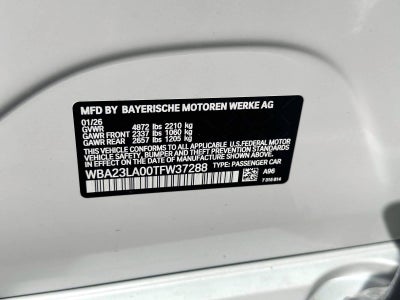 MFD BY BAYERISCHE MOTOREN WERKE AG
01/26
GVWR 4872 lbs 2210 kg
GAWR FRONT 2337 lbs 1060 kg
GAWR REAR 2657 lbs 1205 kg
THIS VEHICLE CONFORMS TO ALL APPLICABLE U.S. FEDERAL MOTOR
VEHICLE SAFETY, BUMPER, AND THEFT PREVENTION STANDARDS
IN EFFECT ON THE DATE OF MANUFACTURE SHOWN ABOVE.
WBA23LA00TFW37288 TYPE: PASSENGER CAR
A96